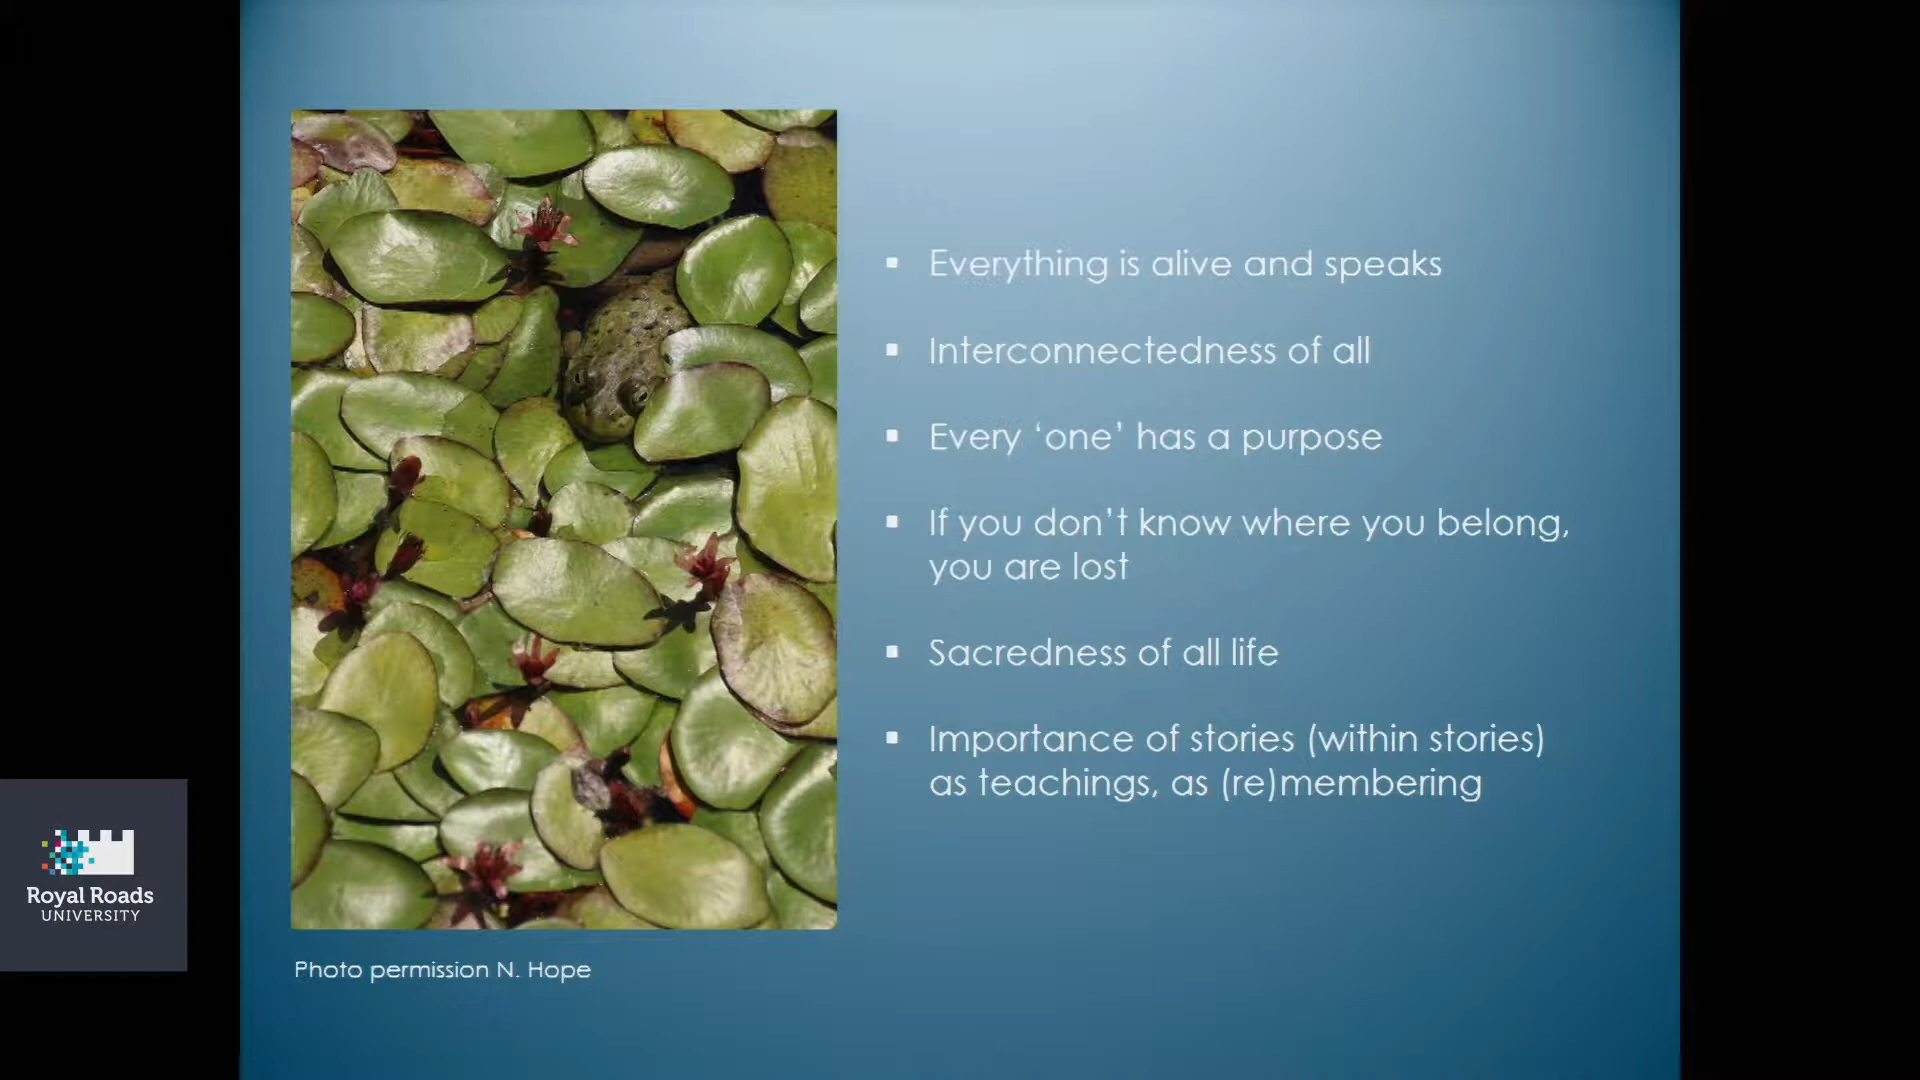 Everything is alive and speaks
Interconnectedness of all
Every ‘one’ has a purpose
If you don’t know where you belong,
you are lost
Sacredness of all life
Importance of stories (within stories)
as teachings, as (re)membering
Photo permission N. Hope
Royal Roads
UNIVERSITY